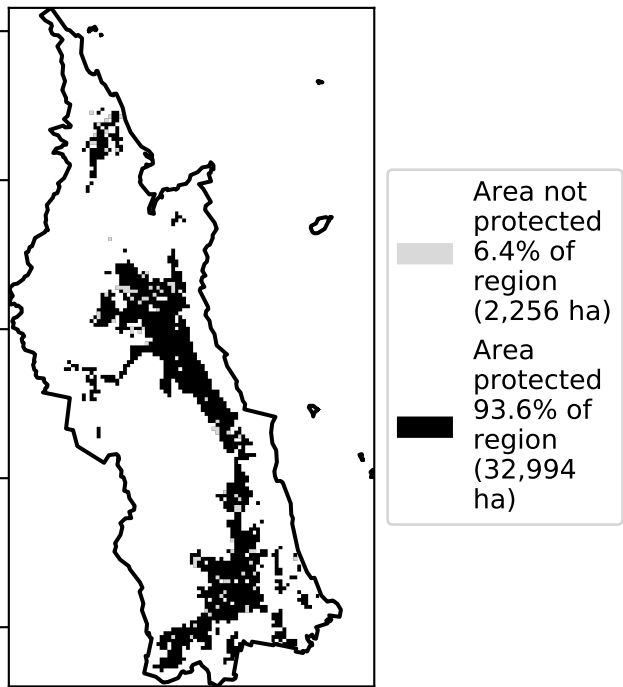 Area not
protected
6.4% of
region
(2,256 ha)
Area
protected
93.6% of
region
(32,994
ha)